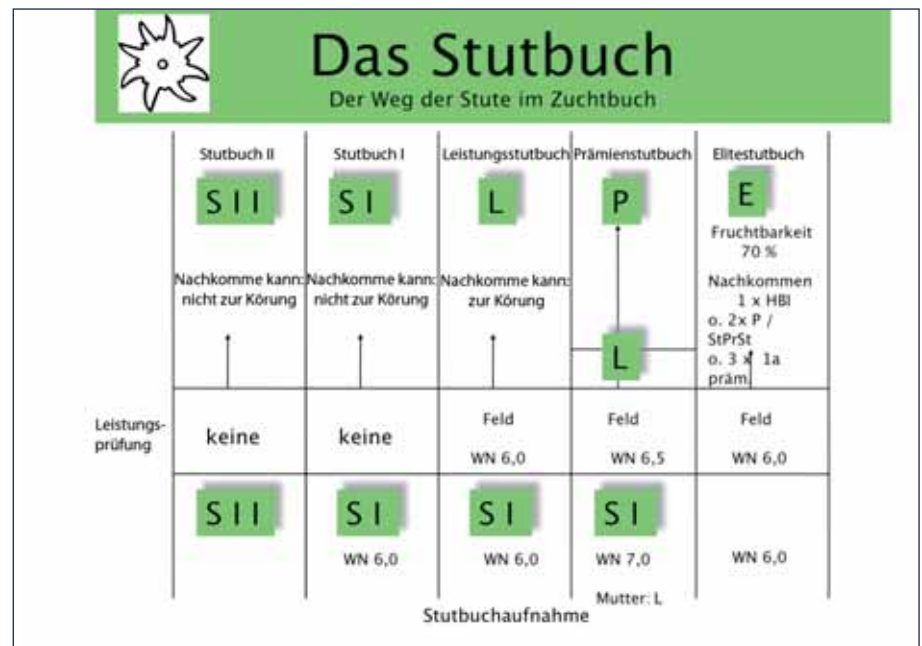 Das Stutbuch
Der Weg der Stute im Zuchtbuch
Stutbuch II
S I I
Nachkomme kann:
nicht zur Körung
Stutbuch I
S I
Nachkomme kann:
nicht zur Körung
Leistungsstutbuch
L
Nachkomme kann:
zur Körung
Prämienstutbuch
P
L
Elitestutbuch
E
Fruchtbarkeit
70 %
Nachkommen
1 x HBI
o. 2x P /
StPrSt
o. 3 x 1a
präm.
Leistungs-
prüfung
keine
keine
Feld
WN 6,0
Feld
WN 6,5
Feld
WN 6,0
S I I
S I
WN 6,0
S I
WN 6,0
S I
WN 7,0
Mutter: L
WN 6,0
Stutbuchaufnahme